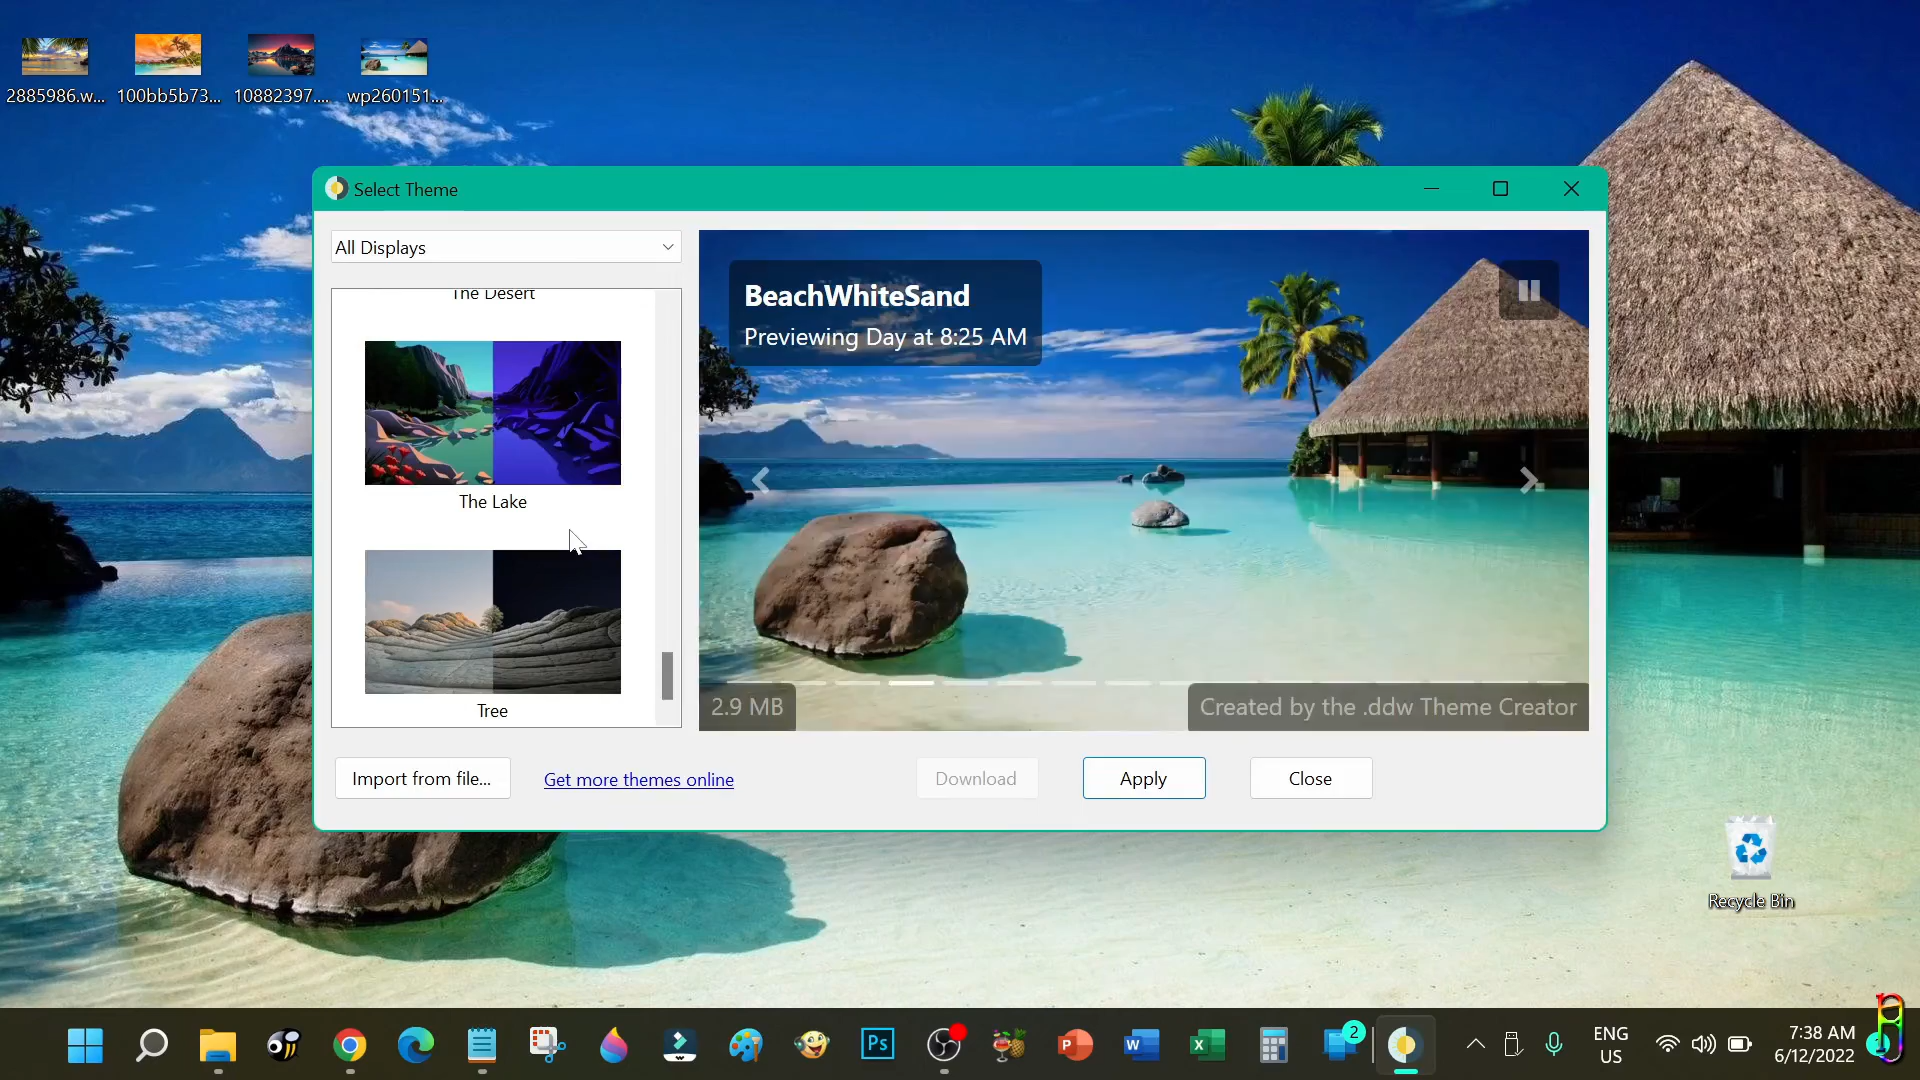 2885986.w...
100bb5b73...
10882397....
wp260151...
Select Theme
All Displays
The Desert
The Lake
Tree
BeachWhiteSand
Previewing Day at 8:25 AM
2.9 MB
Created by the .ddw Theme Creator
Import from file...
Get more themes online
Download
Apply
Close
Recycle Bin
Ps
P
W
X
2
ENG
US
7:38 AM
6/12/2022